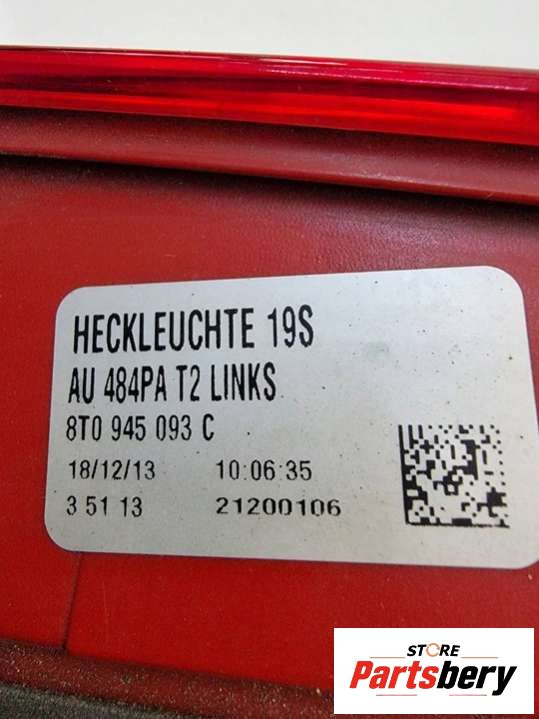 HECKLEUCHTE 19S
AU 484PA T2 LINKS
8T0 945 093 C
18/12/13 10:06:35
3 51 13 21200106
STORE
Partsbery